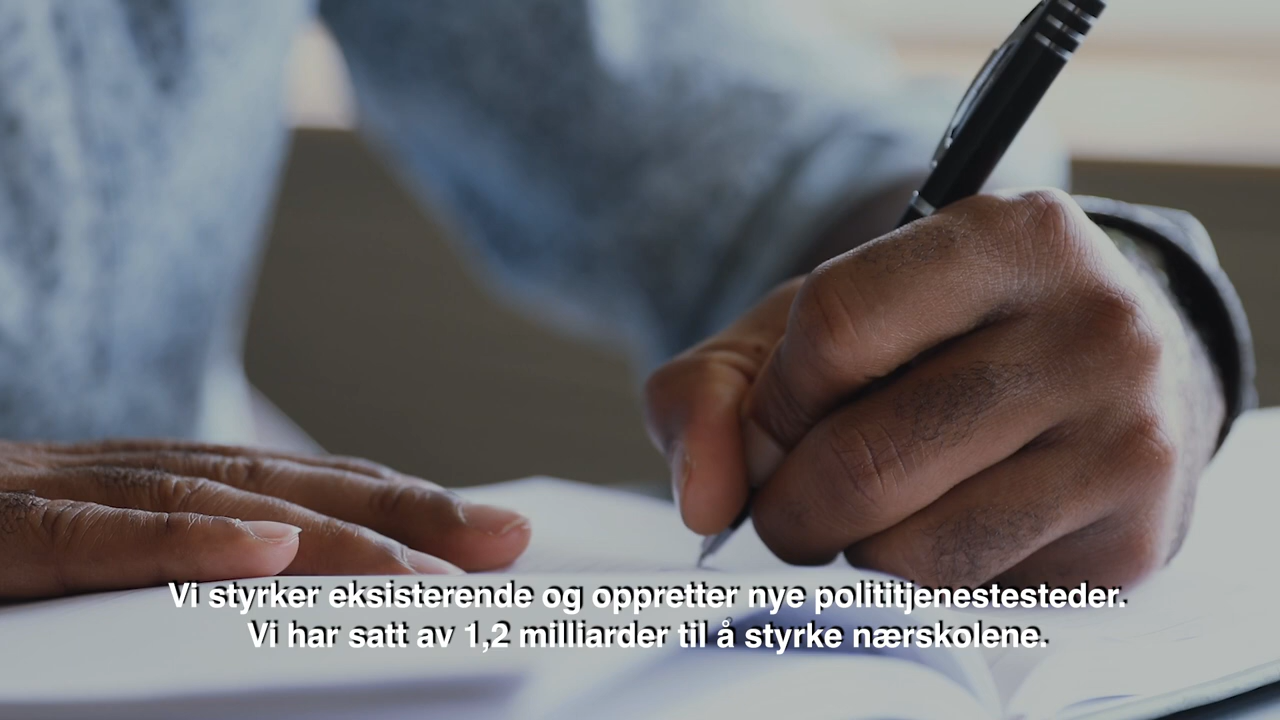 Vi styrker eksisterende og oppretter nye polititjenestesteder.
Vi har satt av 1,2 milliarder til å styrke nærskolene.